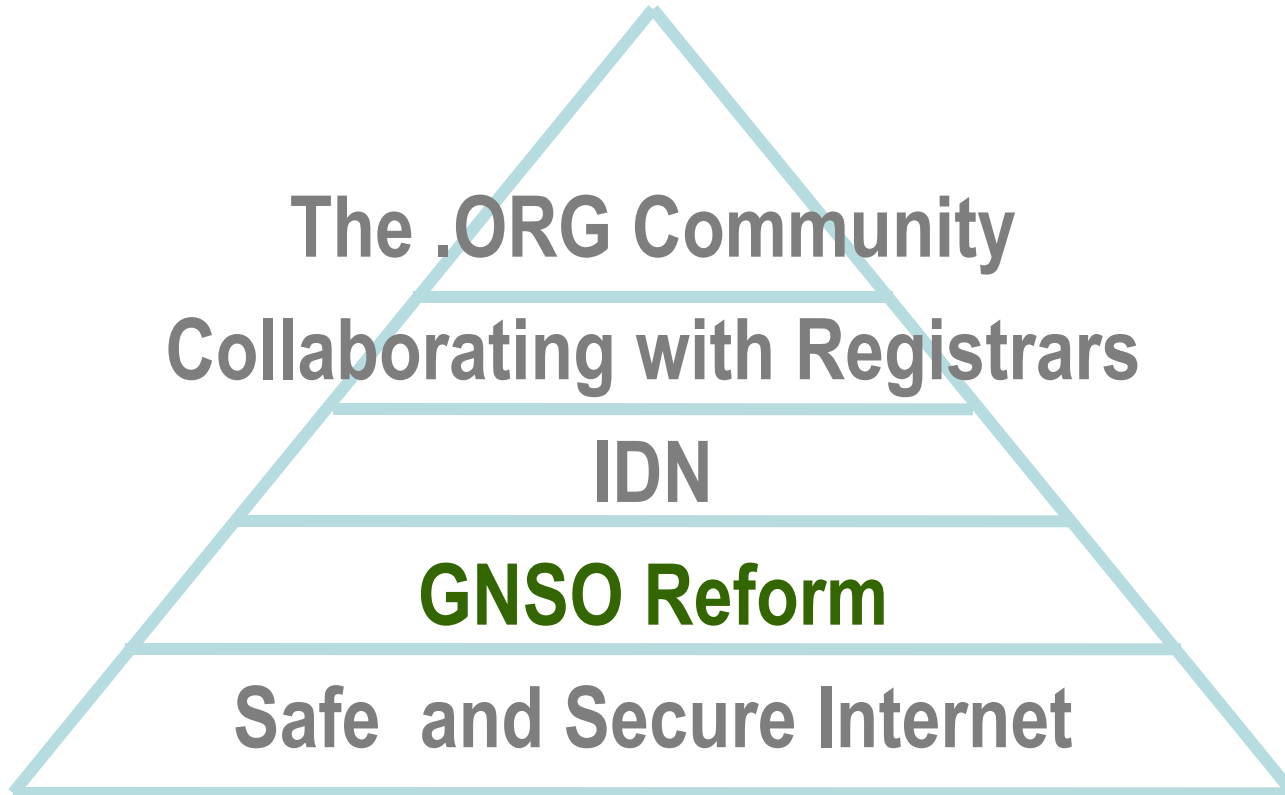 The .ORG Community
Collaborating with Registrars
IDN
GNSO Reform
Safe  and Secure Internet